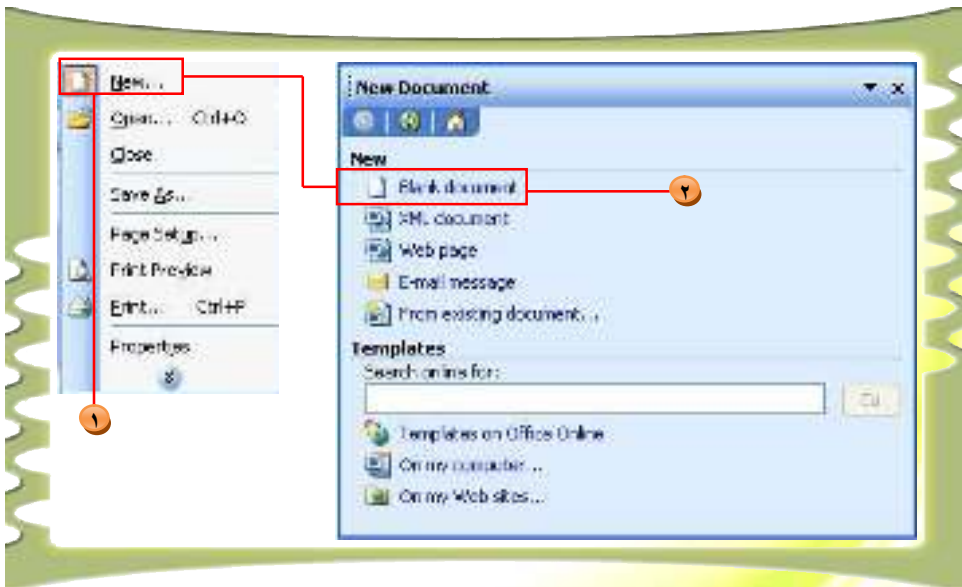 New...
Open... Ctrl+O
Close
Save As...
Page Setup...
Print Preview
Print... Ctrl+P
Properties
١
New Document
New
Blank document
٢
XML document
Web page
E-mail message
From existing document...
Templates
Search online for:
Go
Templates on Office Online
On my computer...
On my Web sites...